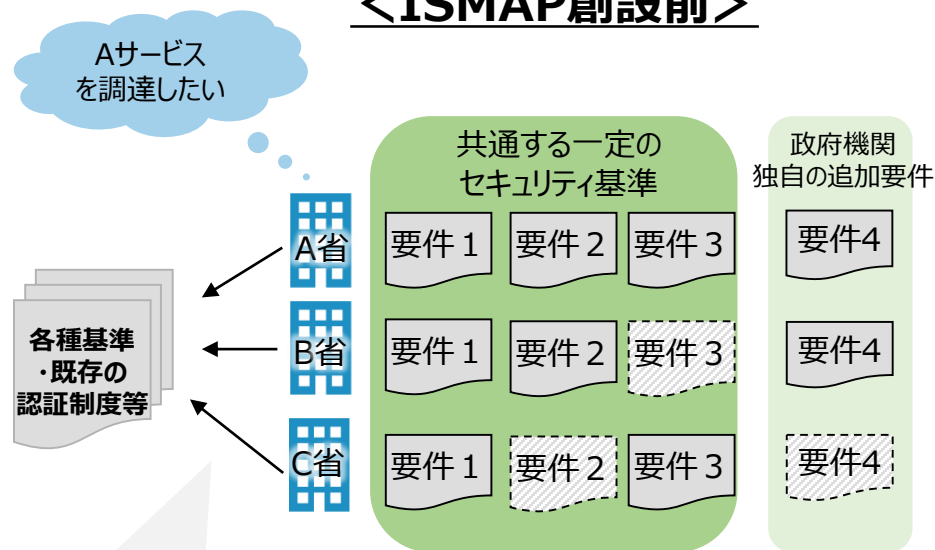 ＜ISMAP創設前＞
Aサービス
を調達したい
共通する一定の
セキュリティ基準
政府機関
独自の追加要件
A省
要件１
要件２
要件３
要件4
各種基準
・既存の
認証制度等
B省
要件１
要件２
要件３
要件4
C省
要件１
要件２
要件３
要件4